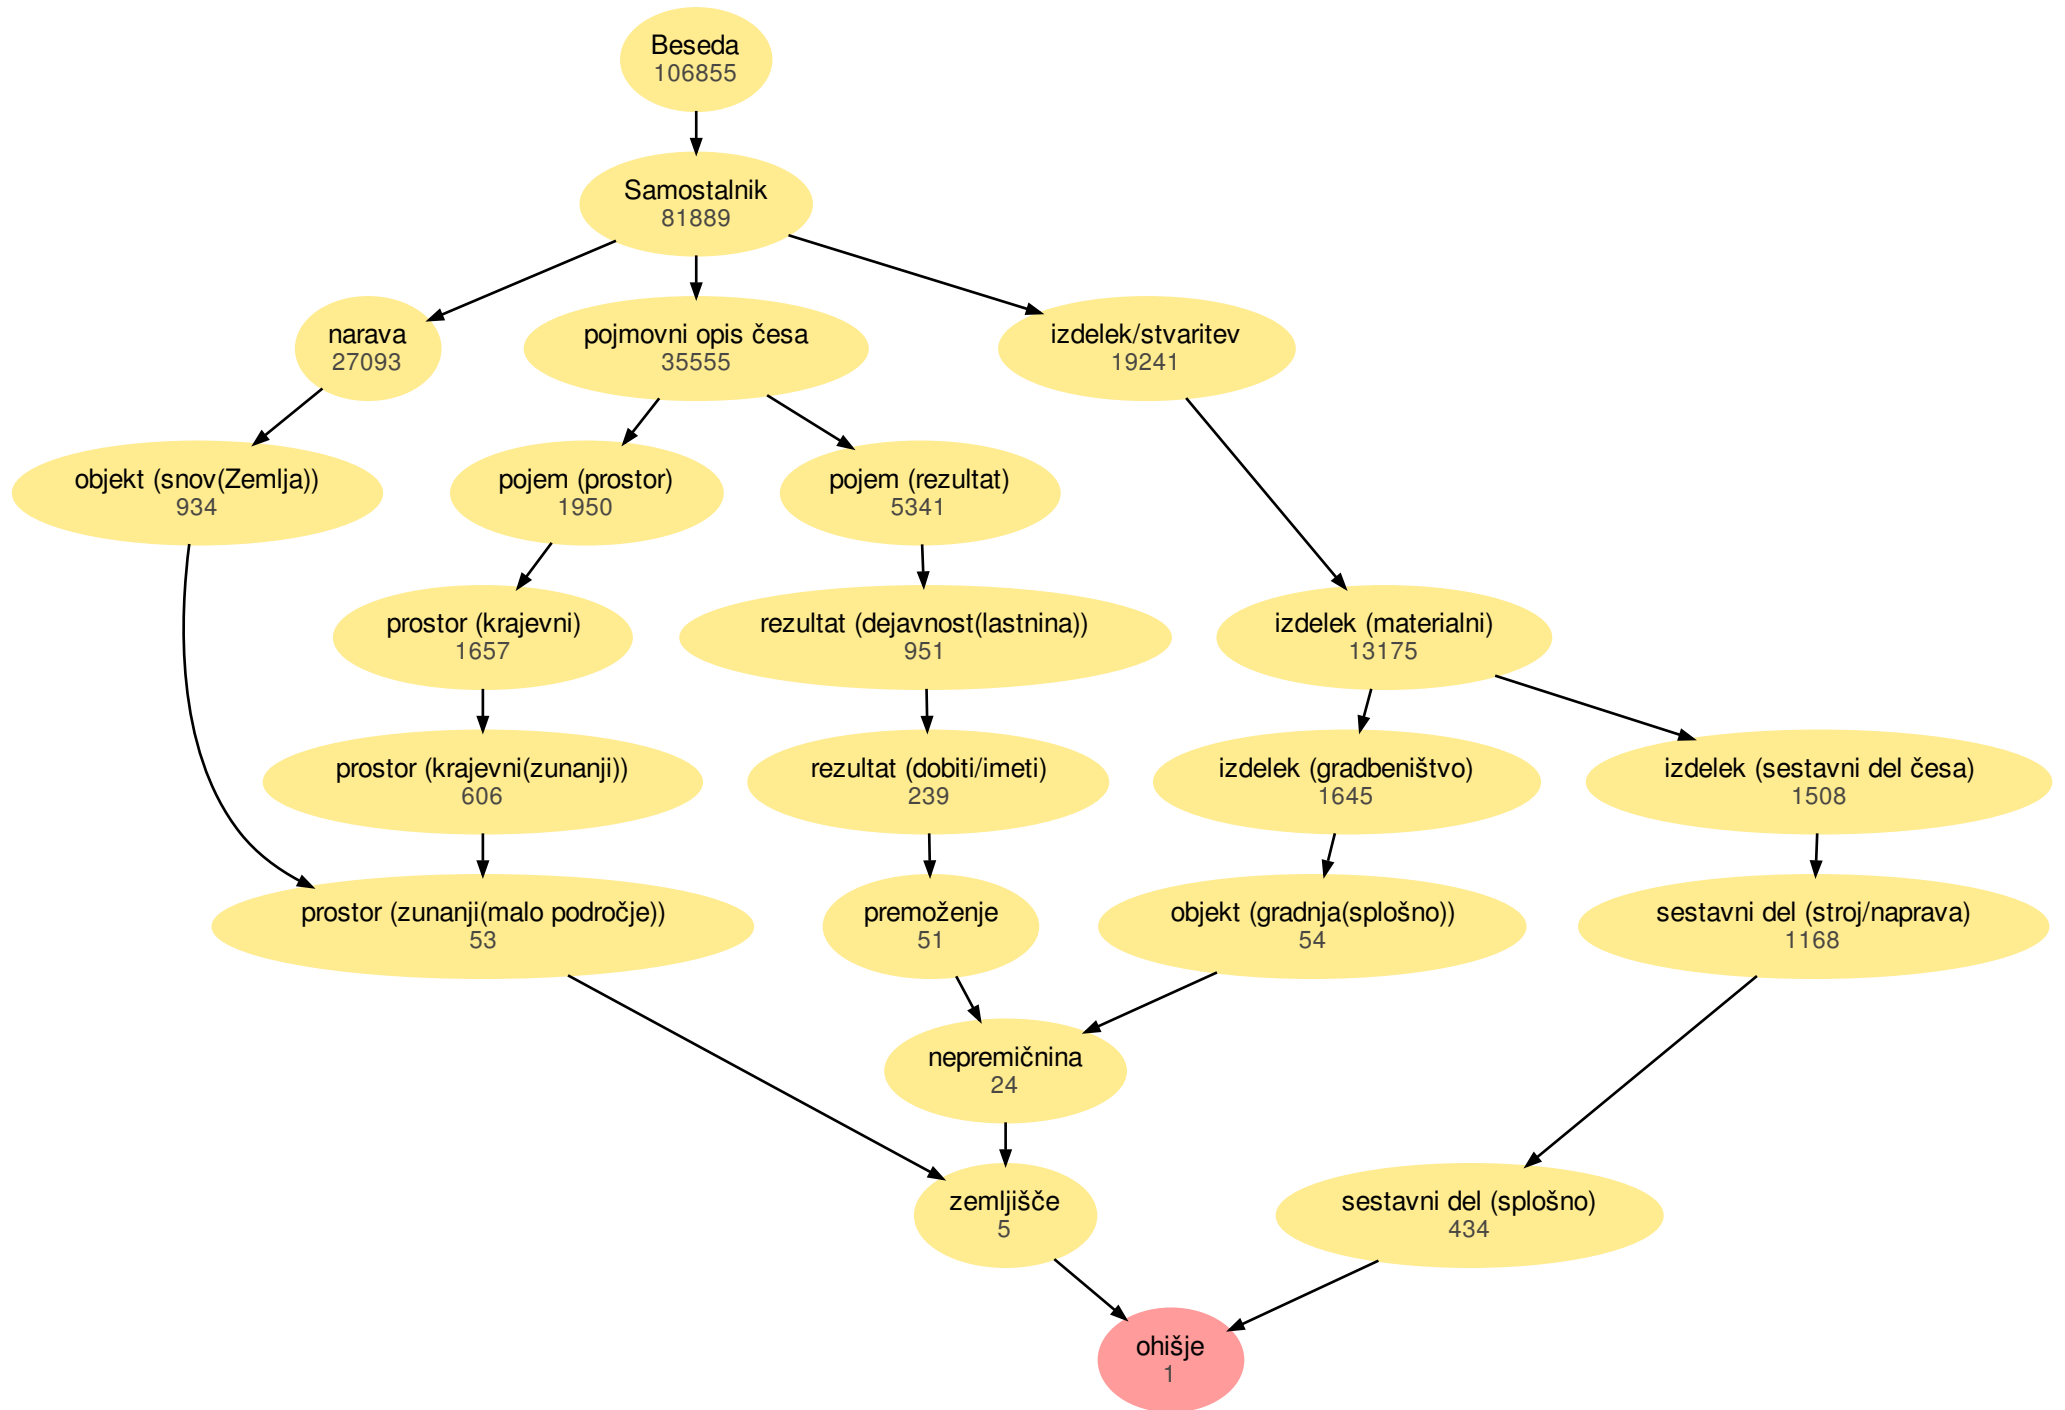 Beseda
106855
Samostalnik
81889
narava
27093
pojmovni opis česa
35555
izdelek/stvaritev
19241
objekt (snov(Zemlja))
934
pojem (prostor)
1950
pojem (rezultat)
5341
prostor (krajevni)
1657
rezultat (dejavnost(lastnina))
951
izdelek (materialni)
13175
prostor (krajevni(zunanji))
606
rezultat (dobiti/imeti)
239
izdelek (gradbeništvo)
1645
izdelek (sestavni del česa)
1508
prostor (zunanji(malo področje))
53
premoženje
51
objekt (gradnja(splošno))
54
sestavni del (stroj/naprava)
1168
nepremičnina
24
zemljišče
5
sestavni del (splošno)
434
ohišje
1